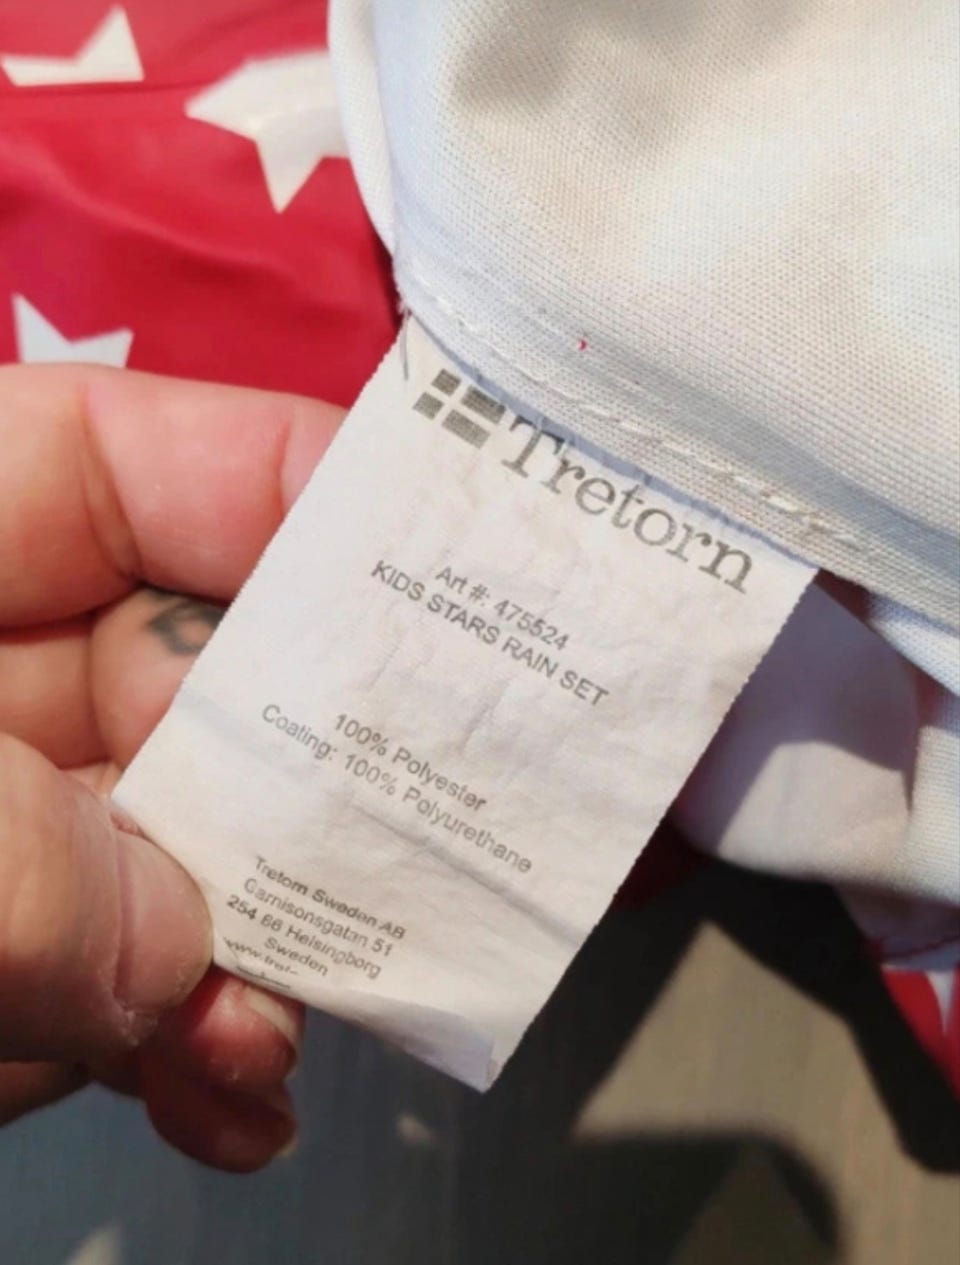 Tretorn
Art #: 475524
KIDS STARS RAIN SET
100% Polyester
Coating: 100% Polyurethane
Tretorn Sweden AB
Garnisonsgatan 51
254 66 Helsingborg
Sweden